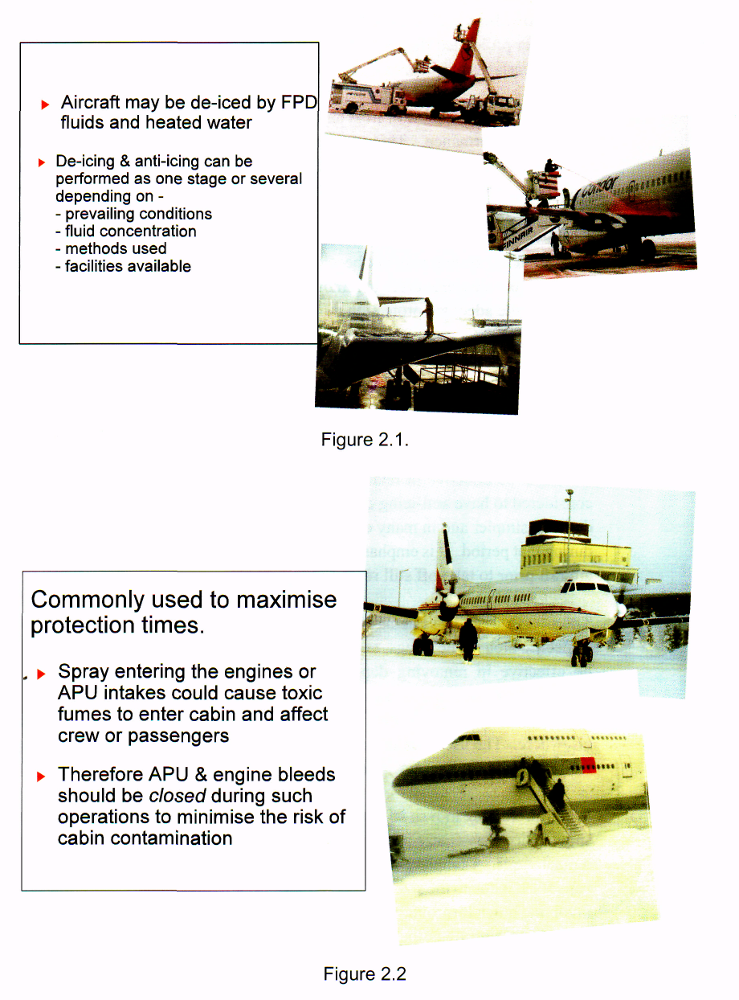 Aircraft may be de-iced by FPD
fluids and heated water
De-icing & anti-icing can be
performed as one stage or several
depending on -
- prevailing conditions
- fluid concentration
- methods used
- facilities available
Condor
FINNAIR
Figure 2.1.
Commonly used to maximise
protection times.
Spray entering the engines or
APU intakes could cause toxic
fumes to enter cabin and affect
crew or passengers
Therefore APU & engine bleeds
should be closed during such
operations to minimise the risk of
cabin contamination
Figure 2.2